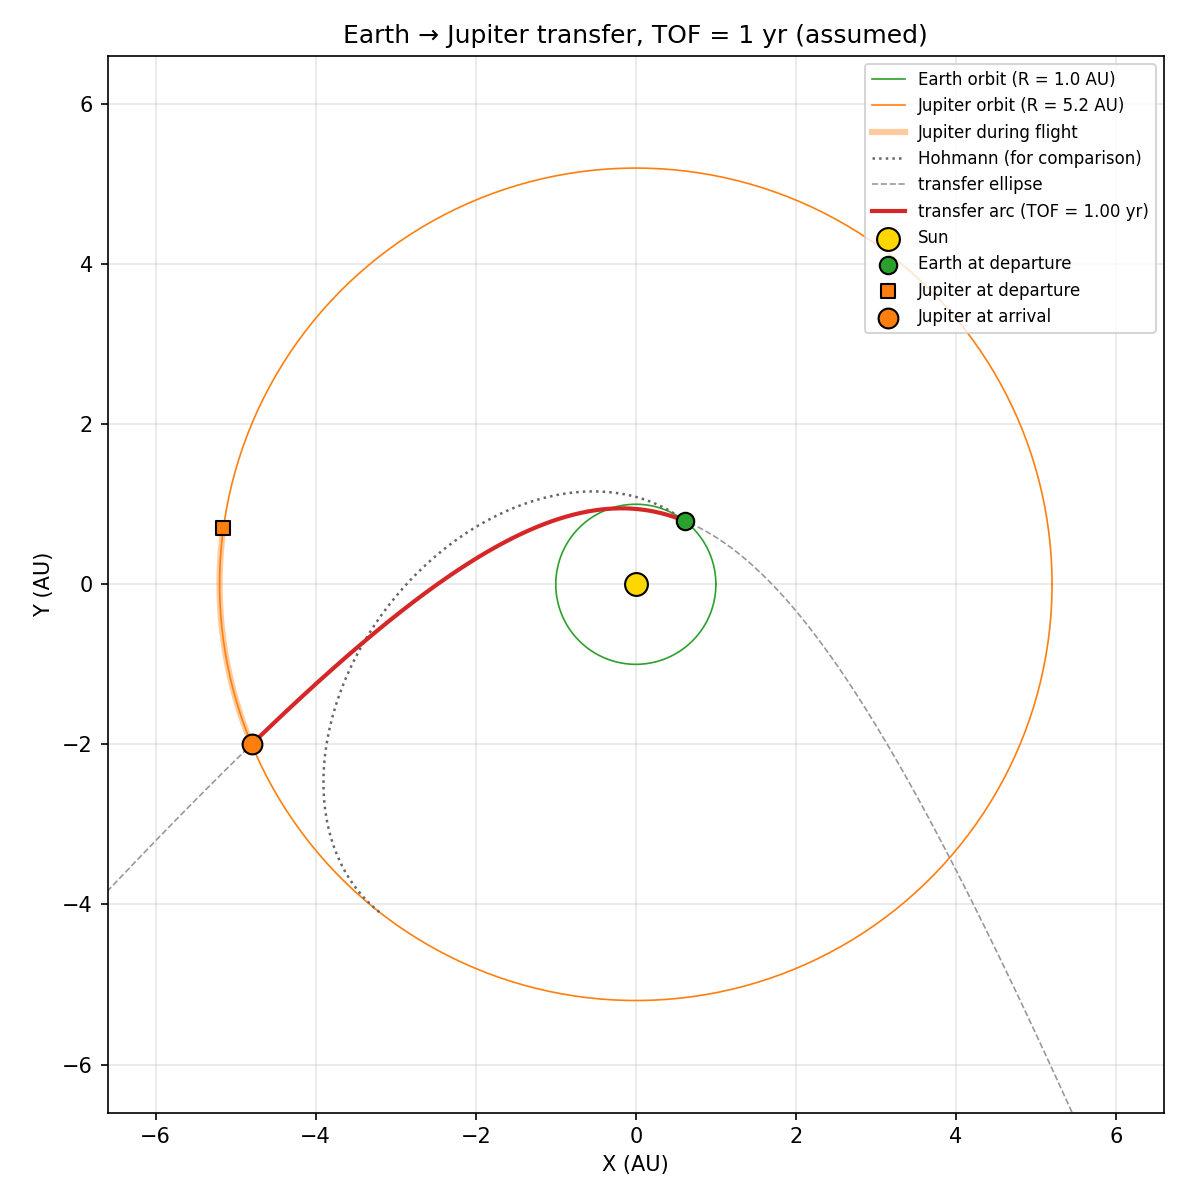 Earth → Jupiter transfer, TOF = 1 yr (assumed)
Earth orbit (R = 1.0 AU)
Jupiter orbit (R = 5.2 AU)
Jupiter during flight
Hohmann (for comparison)
transfer ellipse
transfer arc (TOF = 1.00 yr)
Sun
Earth at departure
Jupiter at departure
Jupiter at arrival
Y (AU)
6
4
2
0
−2
−4
−6
−6
−4
−2
0
2
4
6
X (AU)